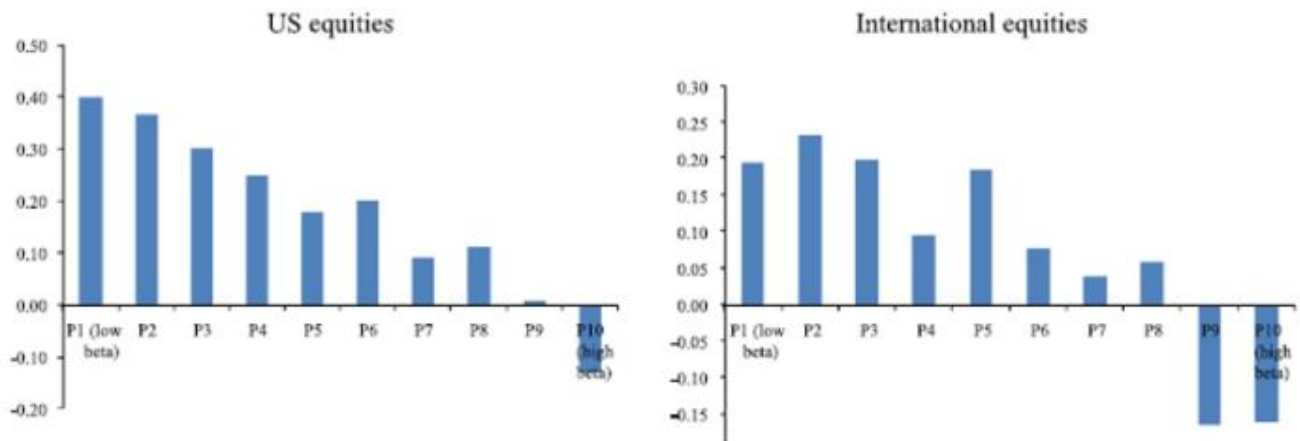 US equities
0.50
0.40
0.30
0.20
0.10
0.00
-0.10
-0.20
P1 (low beta)
P2
P3
P4
P5
P6
P7
P8
P9
P10 (high beta)
International equities
0.30
0.25
0.20
0.15
0.10
0.05
0.00
-0.05
-0.10
-0.15
P1 (low beta)
P2
P3
P4
P5
P6
P7
P8
P9
P10 (high beta)